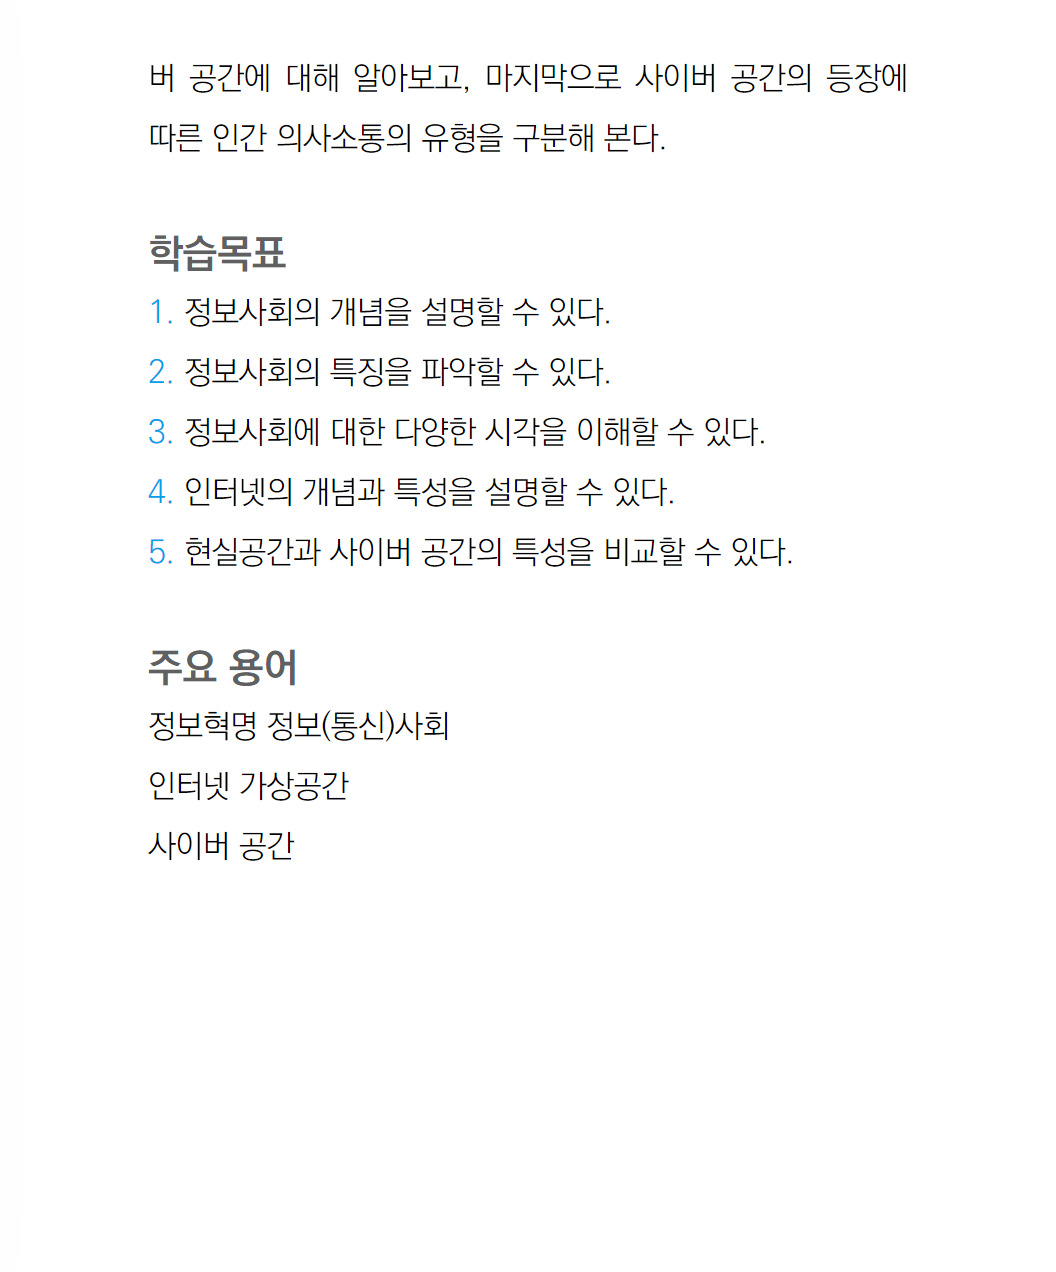 버 공간에 대해 알아보고, 마지막으로 사이버 공간의 등장에
따른 인간 의사소통의 유형을 구분해 본다.
학습목표
1. 정보사회의 개념을 설명할 수 있다.
2. 정보사회의 특징을 파악할 수 있다.
3. 정보사회에 대한 다양한 시각을 이해할 수 있다.
4. 인터넷의 개념과 특성을 설명할 수 있다.
5. 현실공간과 사이버 공간의 특성을 비교할 수 있다.
주요 용어
정보혁명 정보(통신)사회
인터넷 가상공간
사이버 공간